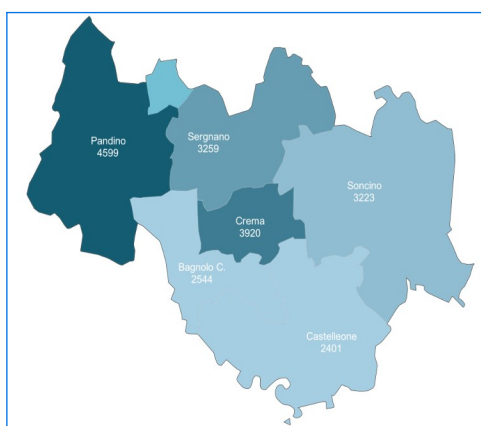 Pandino
4599
Sergnano
3259
Soncino
3223
Crema
3920
Bagnolo C.
2544
Castelleone
2401